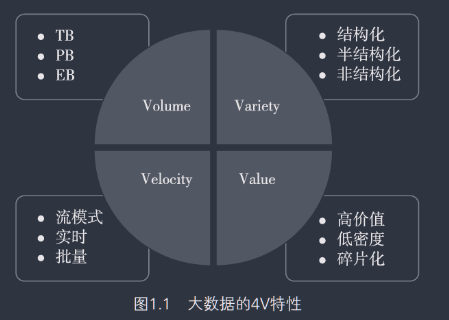 • TB
• PB
• EB
• 结构化
• 半结构化
• 非结构化
Volume
Variety
Velocity
Value
• 流模式
• 实时
• 批量
• 高价值
• 低密度
• 碎片化
图1.1 大数据的4V特性